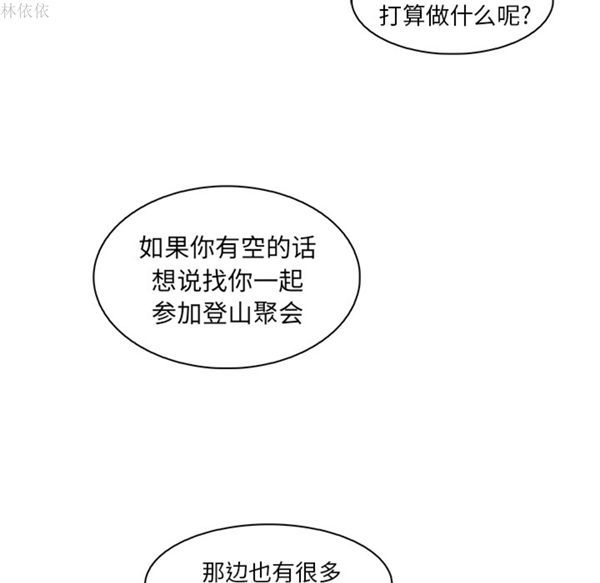 林依依
打算做什么呢?
如果你有空的话
想说找你一起
参加登山聚会
那边也有很多